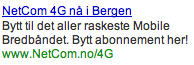 NetCom 4G nå i Bergen
Bytt til det aller raskeste Mobile
Bredbåndet. Bytt abonnement her!
www.NetCom.no/4G